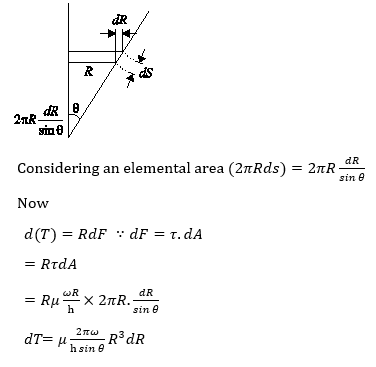 dR
R
dS
θ
2πR dR/sin θ
Considering an elemental area (2πRds) = 2πR dR/sin θ
Now
d(T) = RdF ∵ dF = τ.dA
= RτdA
= Rμ ωR/h × 2πR. dR/sin θ
dT= μ 2πω/h sin θ R³dR